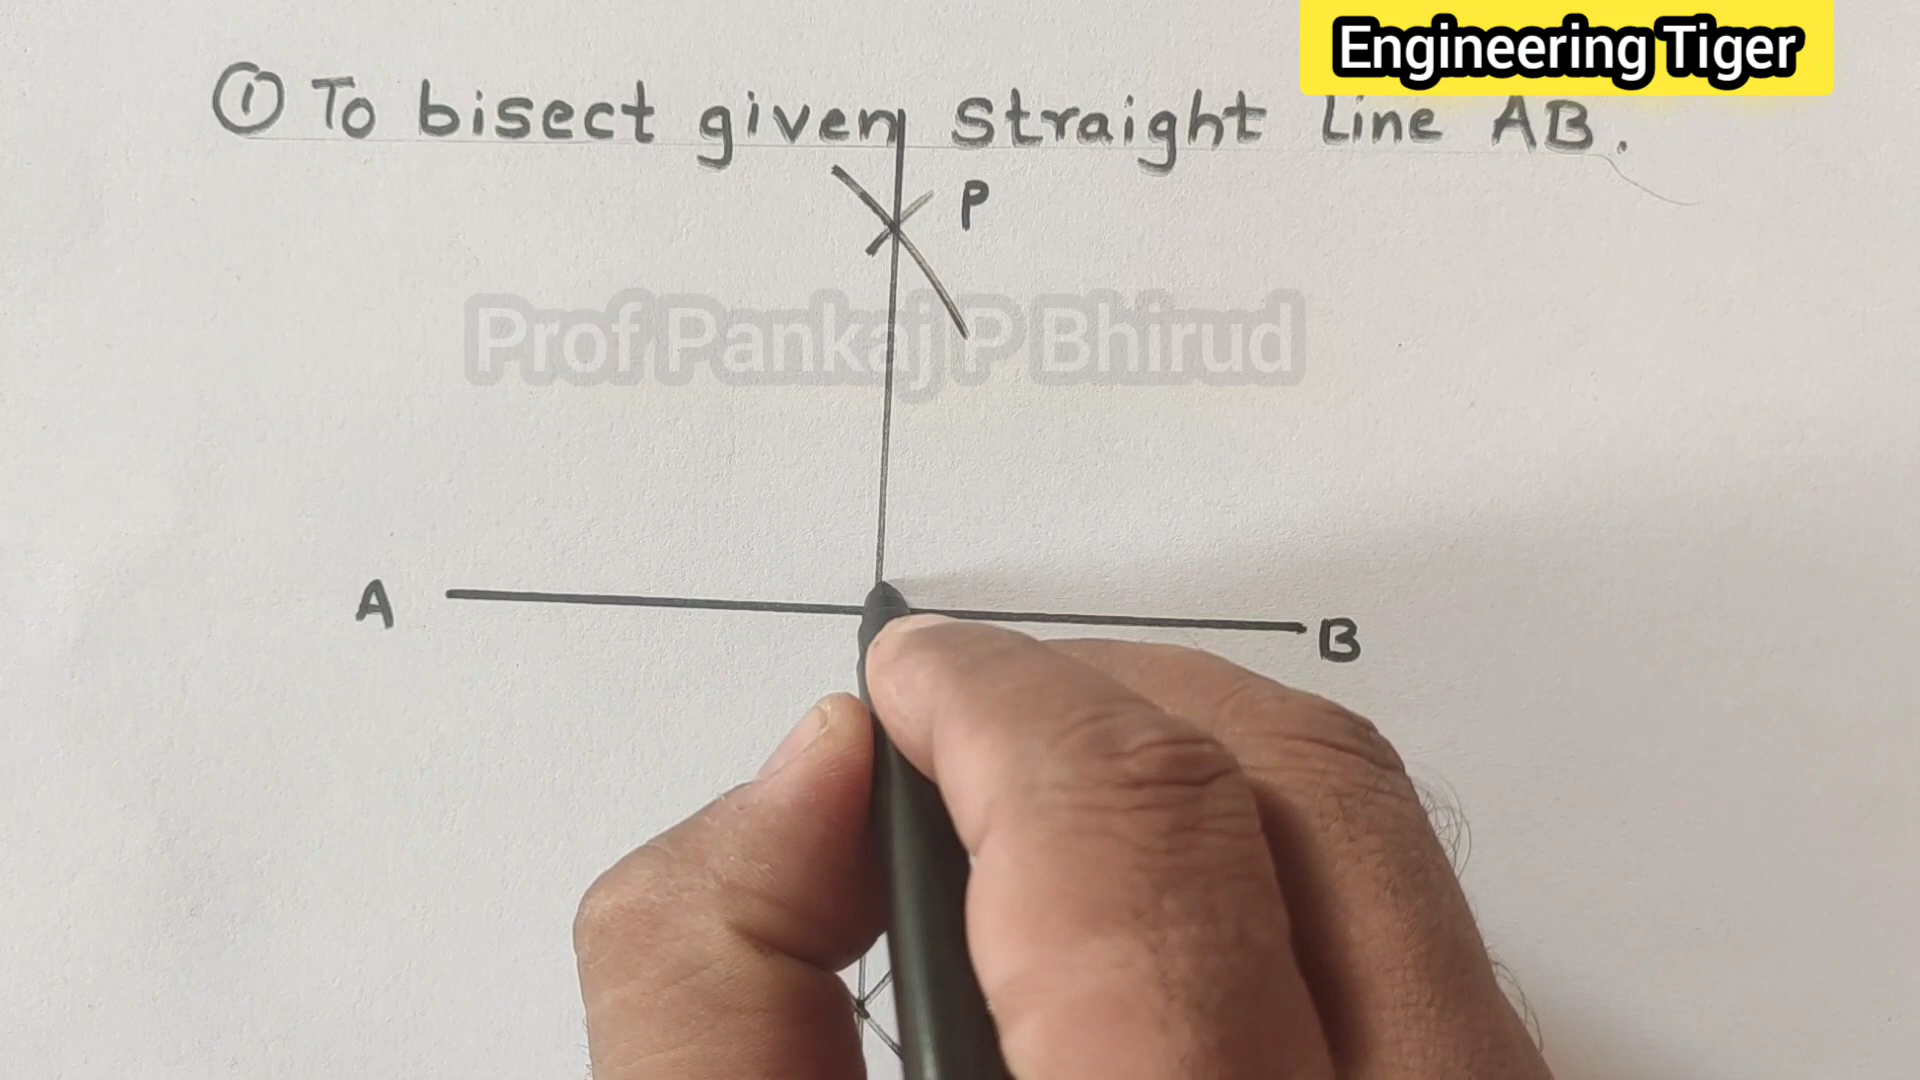 Engineering Tiger
① To bisect given straight line AB.
P
Prof Pankaj P Bhirud
A
B